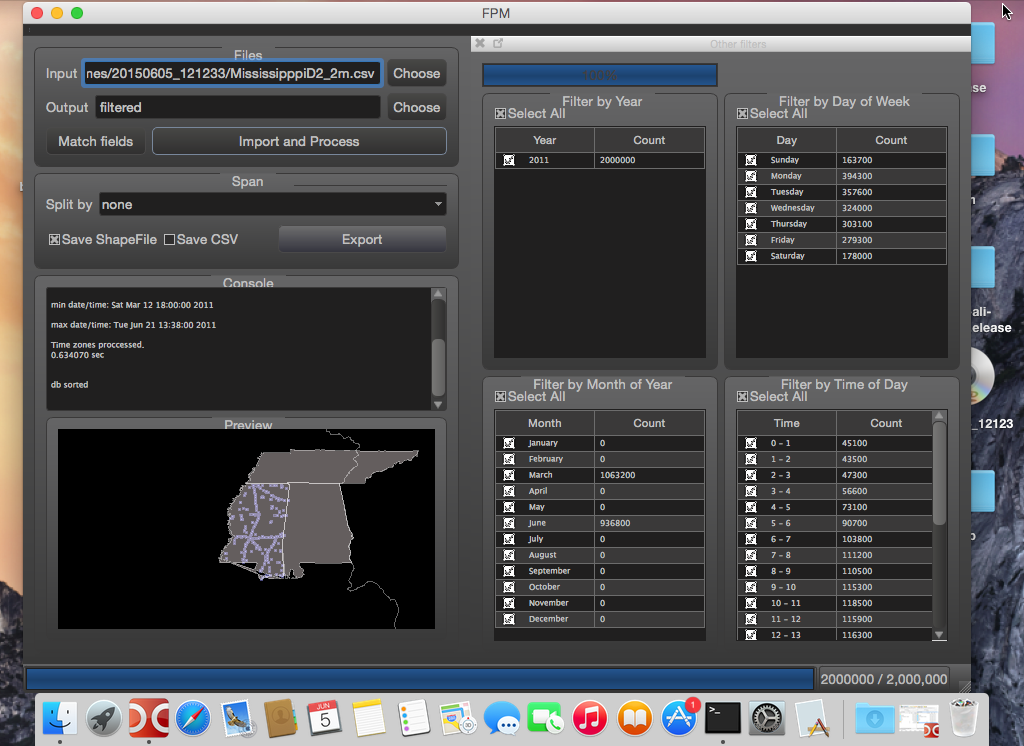 FPM
Files
Input nes/20150605_121233/MississipppiD2_2m.csv Choose
Output filtered Choose
Match fields Import and Process
Span
Split by none
Save ShapeFile Save CSV Export
Console
min date/time: Sat Mar 12 18:00:00 2011
max date/time: Tue Jun 21 13:38:00 2011
Time zones proccessed.
0.634070 sec
db sorted
Preview
Other filters
100%
Filter by Year
Select All
Year Count
2011 2000000
Filter by Day of Week
Select All
Day Count
Sunday 163700
Monday 394300
Tuesday 357600
Wednesday 324000
Thursday 303100
Friday 279300
Saturday 178000
Filter by Month of Year
Select All
Month Count
January 0
February 0
March 1063200
April 0
May 0
June 936800
July 0
August 0
September 0
October 0
November 0
December 0
Filter by Time of Day
Select All
Time Count
0 - 1 45100
1 - 2 43500
2 - 3 47300
3 - 4 56600
4 - 5 73100
5 - 6 90700
6 - 7 103800
7 - 8 111200
8 - 9 110500
9 - 10 115300
10 - 11 118500
11 - 12 115900
12 - 13 116300
2000000 / 2,000,000
se
ali-
elease
_12123
JUN
5
1